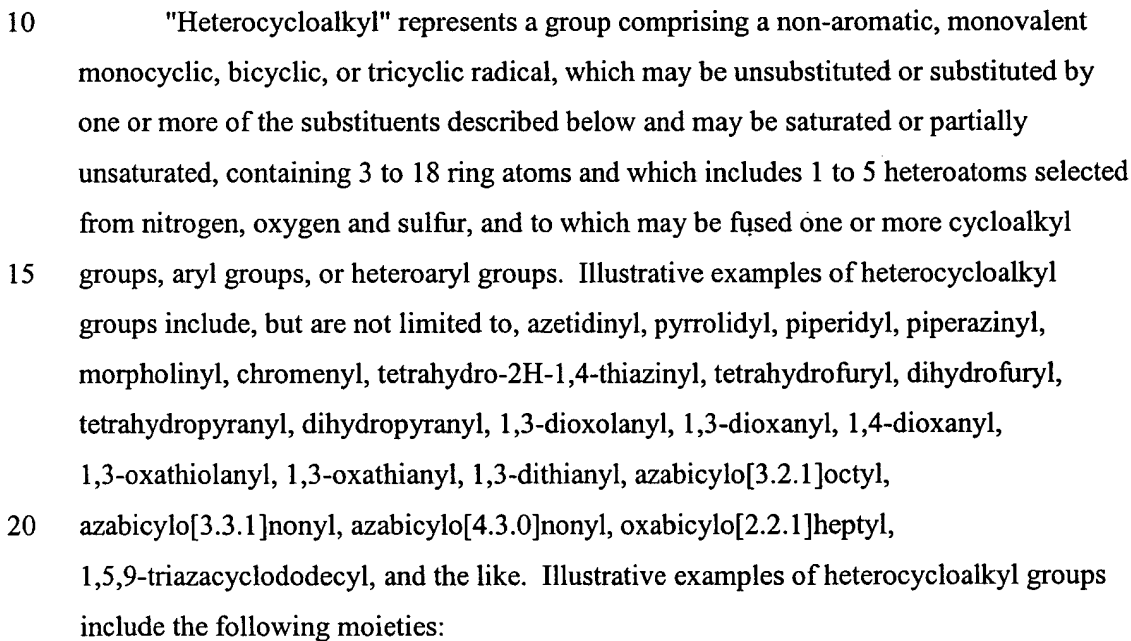 10 "Heterocycloalkyl" represents a group comprising a non-aromatic, monovalent
monocyclic, bicyclic, or tricyclic radical, which may be unsubstituted or substituted by
one or more of the substituents described below and may be saturated or partially
unsaturated, containing 3 to 18 ring atoms and which includes 1 to 5 heteroatoms selected
from nitrogen, oxygen and sulfur, and to which may be fused one or more cycloalkyl
15 groups, aryl groups, or heteroaryl groups. Illustrative examples of heterocycloalkyl
groups include, but are not limited to, azetidinyl, pyrrolidyl, piperidyl, piperazinyl,
morpholinyl, chromenyl, tetrahydro-2H-1,4-thiazinyl, tetrahydrofuryl, dihydrofuryl,
tetrahydropyranyl, dihydropyranyl, 1,3-dioxolanyl, 1,3-dioxanyl, 1,4-dioxanyl,
1,3-oxathiolanyl, 1,3-oxathianyl, 1,3-dithianyl, azabicylo[3.2.1]octyl,
20 azabicylo[3.3.1]nonyl, azabicylo[4.3.0]nonyl, oxabicylo[2.2.1]heptyl,
1,5,9-triazacyclododecyl, and the like. Illustrative examples of heterocycloalkyl groups
include the following moieties: